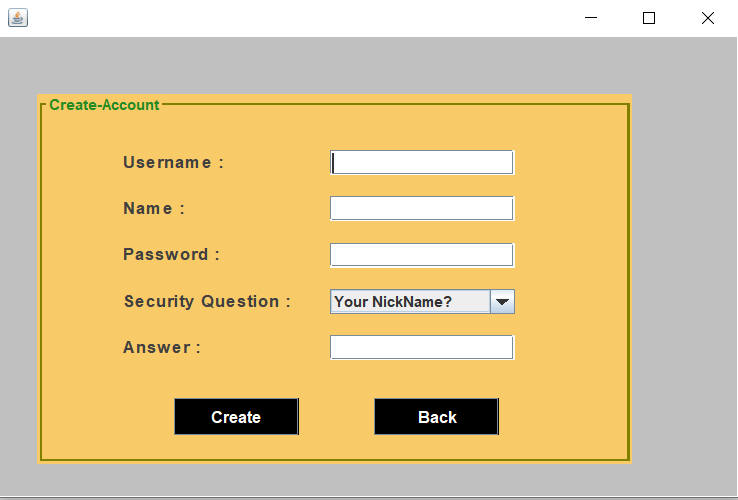 Create-Account
Username :
Name :
Password :
Security Question : Your NickName?
Answer :
Create Back